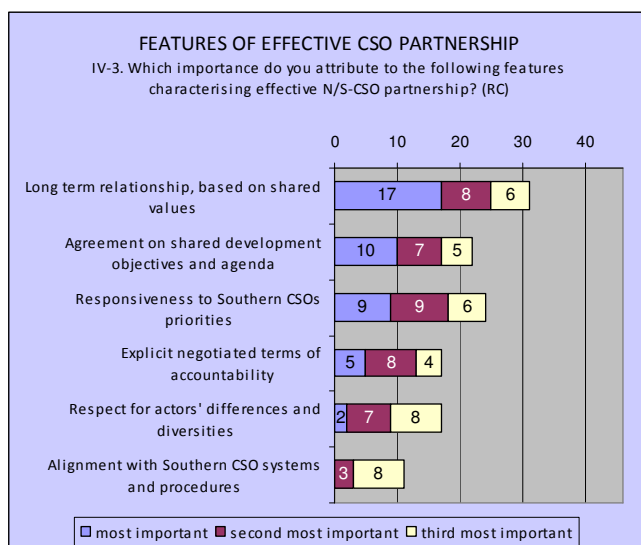 FEATURES OF EFFECTIVE CSO PARTNERSHIP
IV-3. Which importance do you attribute to the following features
characterising effective N/S-CSO partnership? (RC)
0 10 20 30 40
Long term relationship, based on shared
values
17 8 6
Agreement on shared development
objectives and agenda
10 7 5
Responsiveness to Southern CSOs
priorities
9 9 6
Explicit negotiated terms of
accountability
5 8 4
Respect for actors' differences and
diversities
2 7 8
Alignment with Southern CSO systems
and procedures
3 8
most important second most important third most important